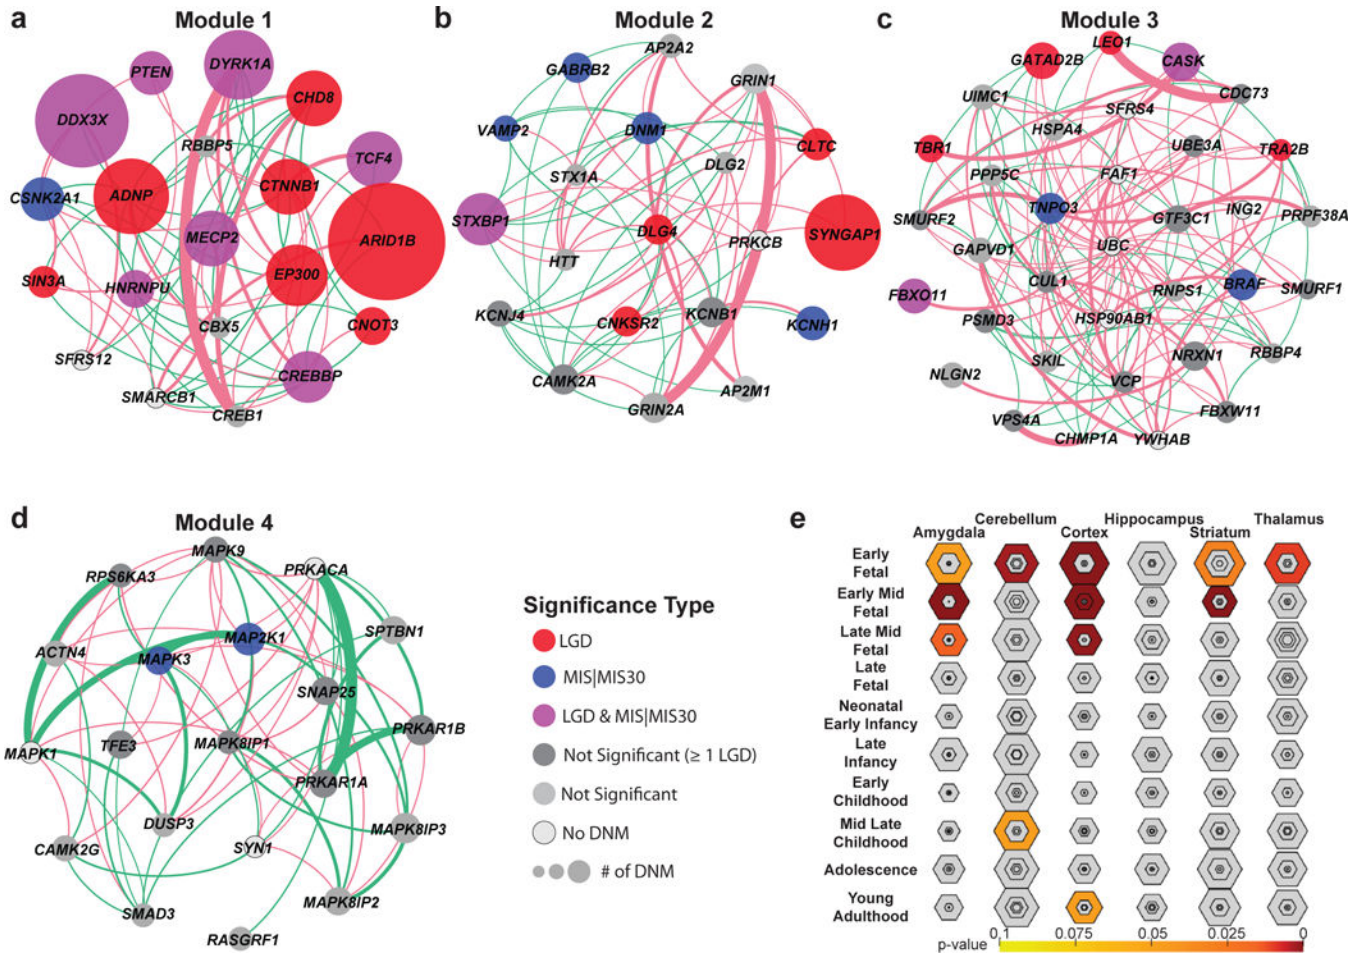 a
Module 1
PTEN
DYRK1A
CHD8
DDX3X
RBBP5
TCF4
CSNK2A1
ADNP
CTNNB1
MECP2
ARID1B
SIN3A
HNRNPU
EP300
CBX5
CNOT3
SFRS12
CREBBP
SMARCB1
CREB1
b
Module 2
AP2A2
GABRB2
GRIN1
VAMP2
DNM1
CLTC
DLG2
STX1A
STXBP1
DLG4
PRKCB
SYNGAP1
HTT
KCNJ4
CNKSR2
KCNB1
KCNH1
CAMK2A
AP2M1
GRIN2A
c
Module 3
LEO1
GATAD2B
CASK
UIMC1
CDC73
SFRS4
HSPA4
TBR1
UBE3A
TRA2B
PPP5C
FAF1
SMURF2
TNPO3
GTF3C1
ING2
PRPF38A
GAPVD1
UBC
CUL1
FBXO11
RNPS1
BRAF
SMURF1
PSMD3
HSP90AB1
SKIL
NRXN1
RBBP4
NLGN2
VCP
VPS4A
FBXW11
CHMP1A
YWHAB
d
Module 4
MAPK9
RPS6KA3
PRKACA
MAP2K1
SPTBN1
ACTN4
MAPK3
SNAP25
MAPK1
TFE3
MAPK8IP1
PRKAR1B
PRKAR1A
DUSP3
MAPK8IP3
CAMK2G
SYN1
SMAD3
MAPK8IP2
RASGRF1
Significance Type
LGD
MIS|MIS30
LGD & MIS|MIS30
Not Significant (≥ 1 LGD)
Not Significant
No DNM
# of DNM
e
Amygdala
Cerebellum
Cortex
Hippocampus
Striatum
Thalamus
Early
Fetal
Early Mid
Fetal
Late Mid
Fetal
Late
Fetal
Neonatal
Early Infancy
Late
Infancy
Early
Childhood
Mid Late
Childhood
Adolescence
Young
Adulthood
p-value
0.1
0.075
0.05
0.025
0